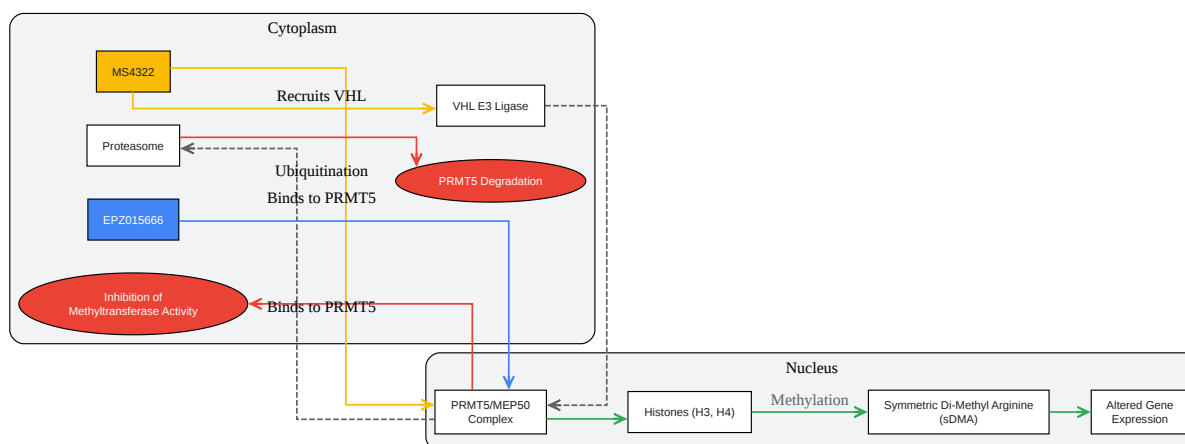 Cytoplasm
MS4322
Recruits VHL
VHL E3 Ligase
Proteasome
Ubiquitination
PRMT5 Degradation
Binds to PRMT5
EPZ015666
Inhibition of
Methyltransferase Activity
Binds to PRMT5
Nucleus
PRMT5/MEP50
Complex
Histones (H3, H4)
Methylation
Symmetric Di-Methyl Arginine
(sDMA)
Altered Gene
Expression